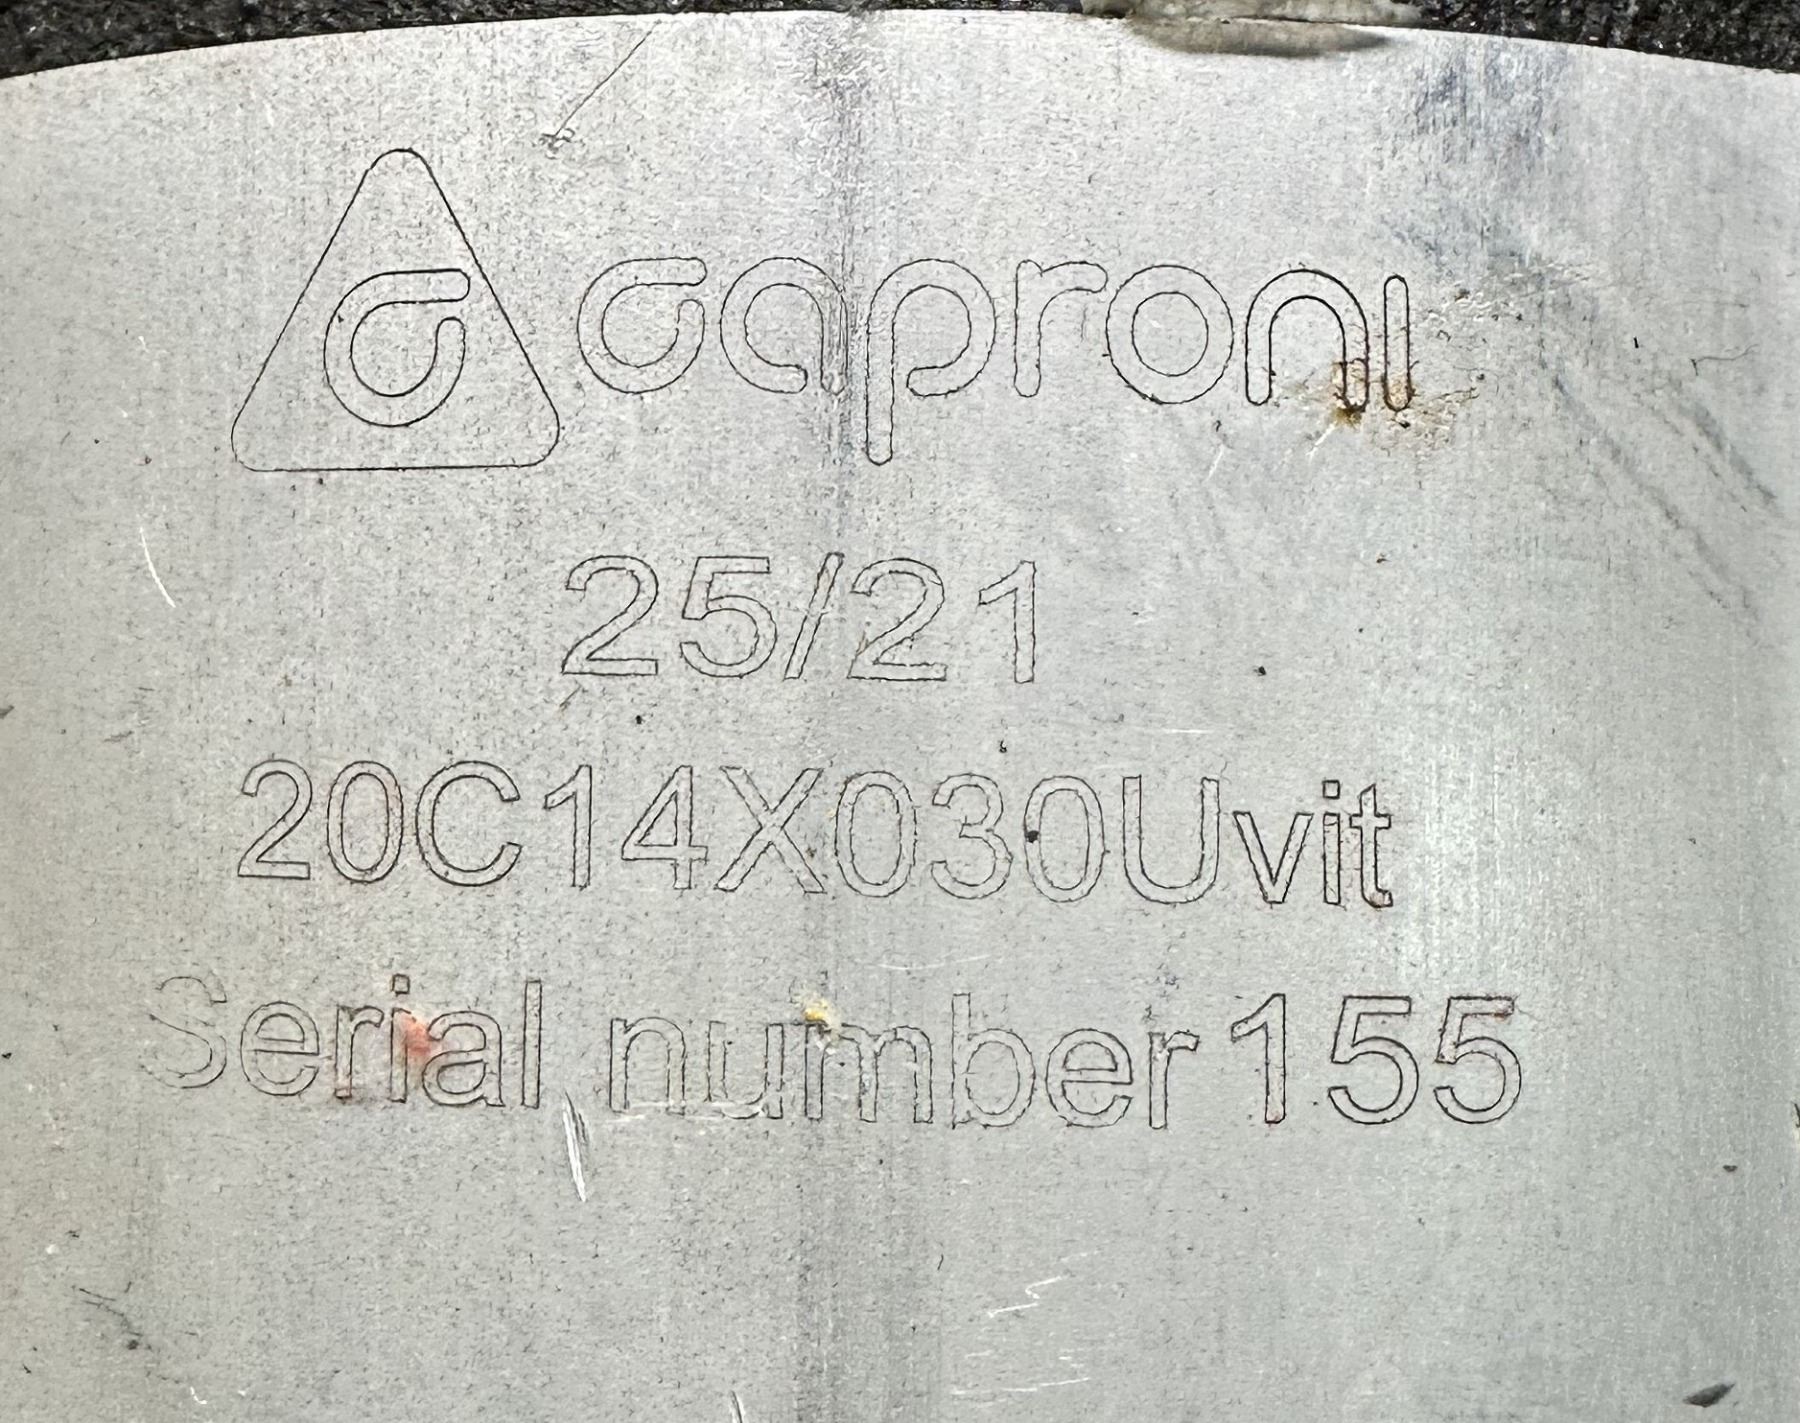 caproni
25/21
20C14X030Uvit
Serial number 155